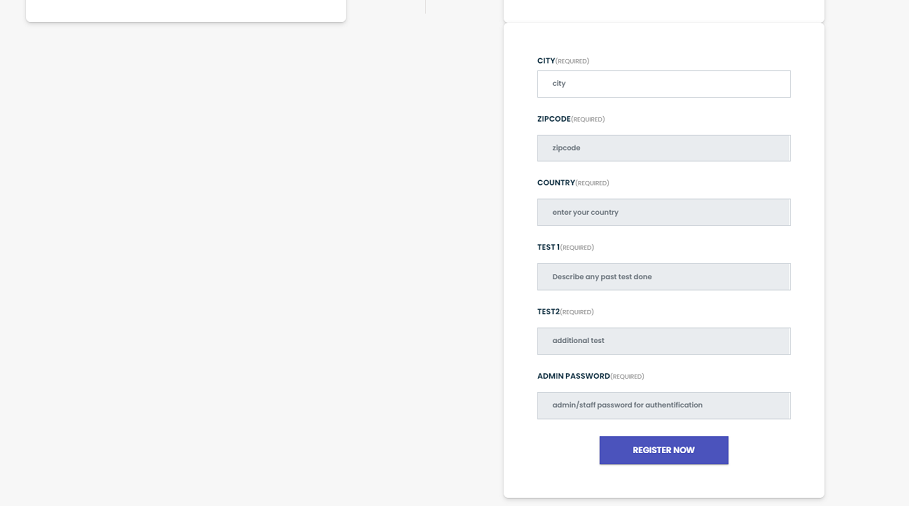 CITY(REQUIRED)
city
ZIPCODE(REQUIRED)
zipcode
COUNTRY(REQUIRED)
enter your country
TEST 1(REQUIRED)
Describe any past test done
TEST2(REQUIRED)
additional test
ADMIN PASSWORD(REQUIRED)
admin/staff password for authentification
REGISTER NOW